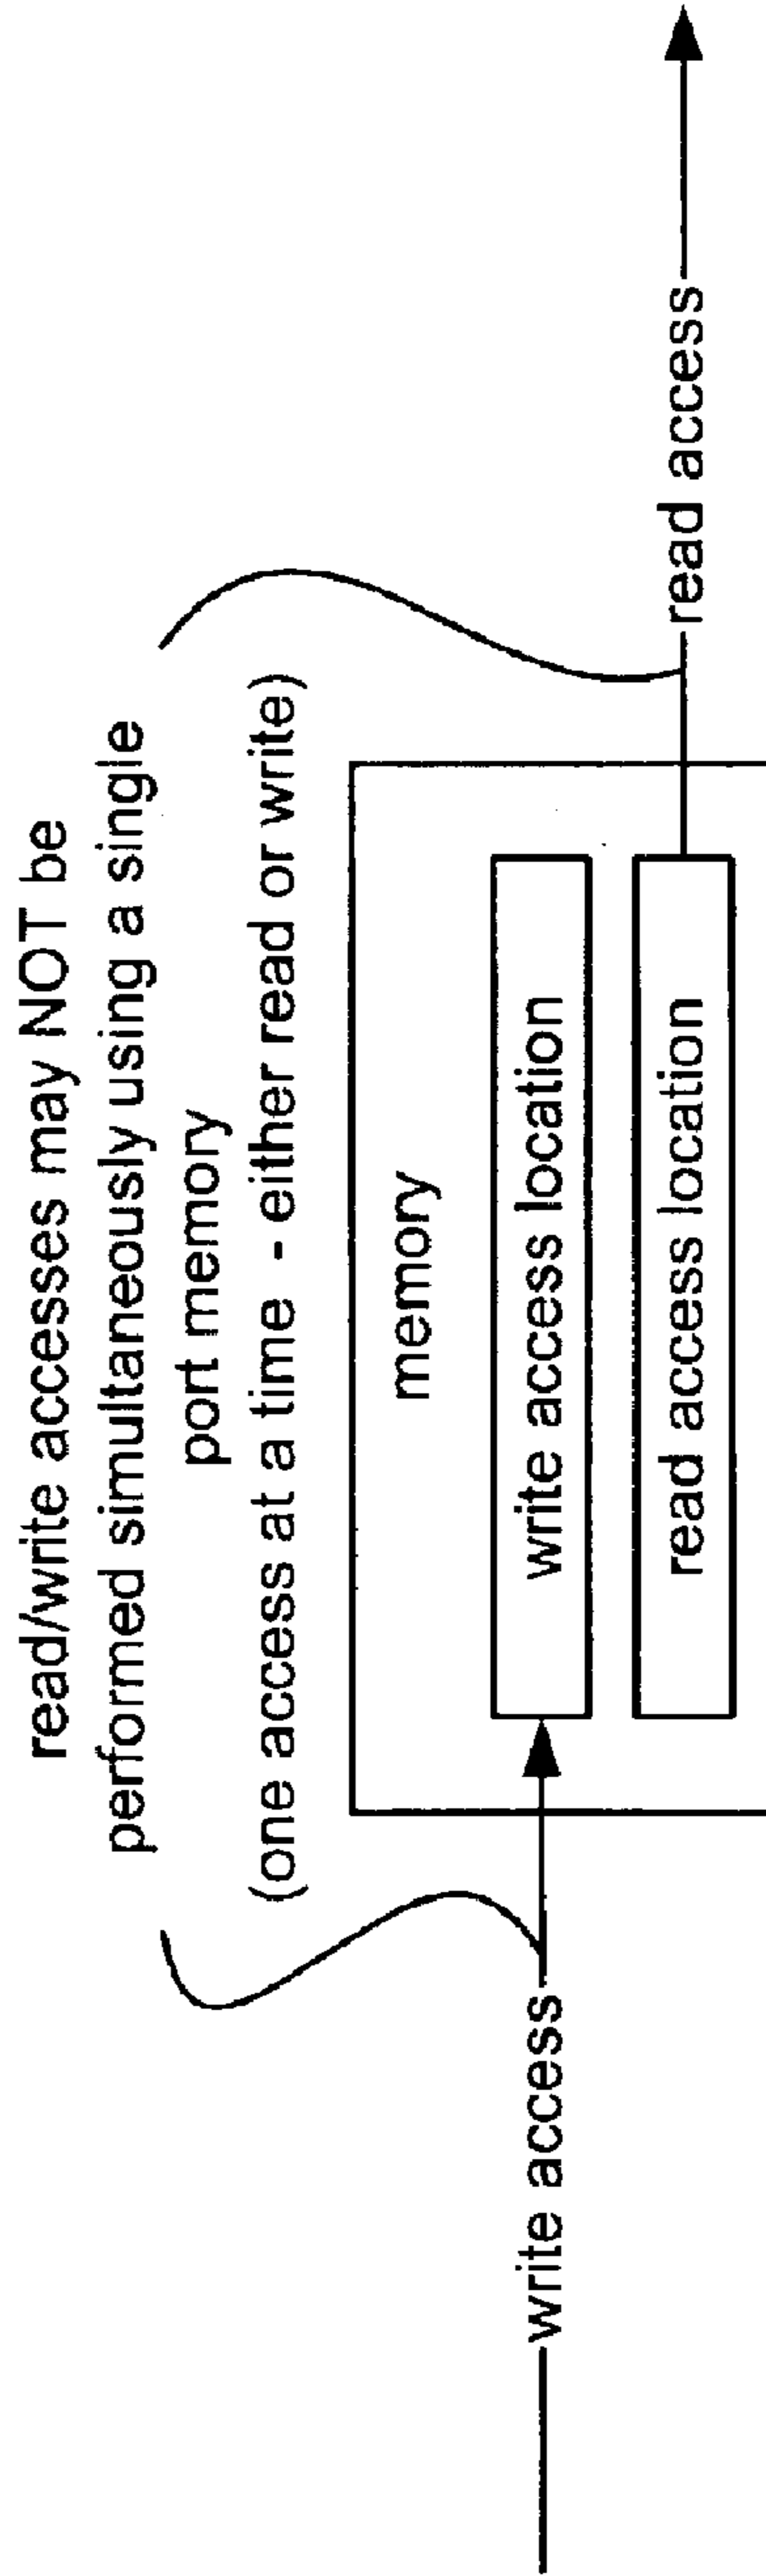 read/write accesses may NOT be
performed simultaneously using a single
port memory
(one access at a time - either read or write)
memory
write access
write access location
read access location
read access